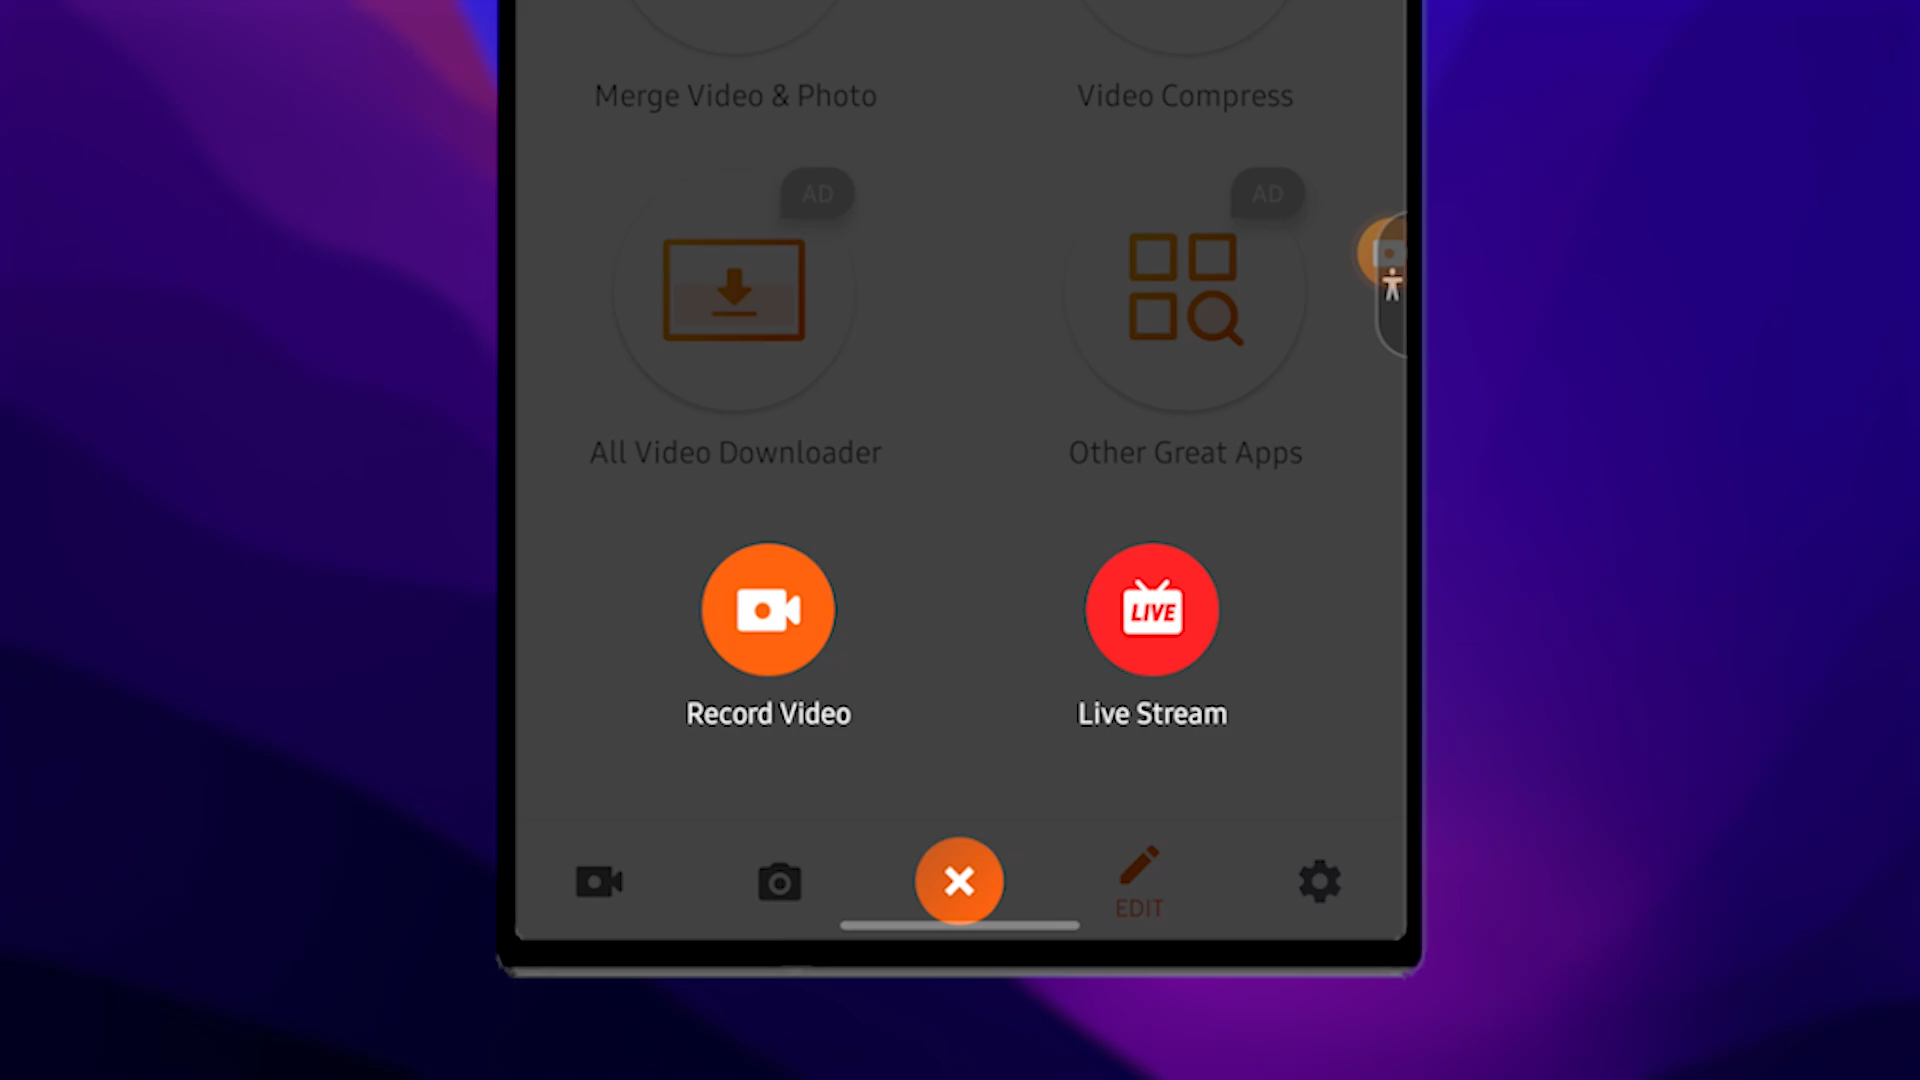 Merge Video & Photo
Video Compress
AD
AD
All Video Downloader
Other Great Apps
LIVE
Record Video
Live Stream
EDIT